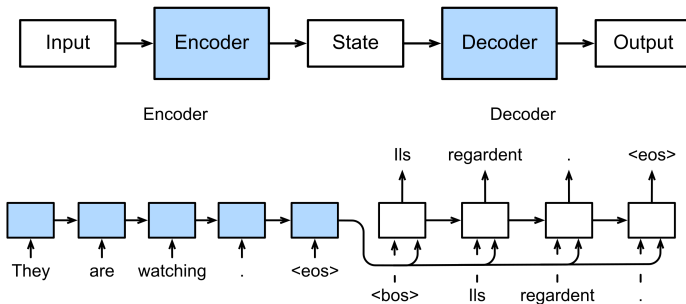 Input Encoder State Decoder Output
Encoder Decoder
Ils regardent . <eos>
They are watching . <eos>
<bos> Ils regardent .